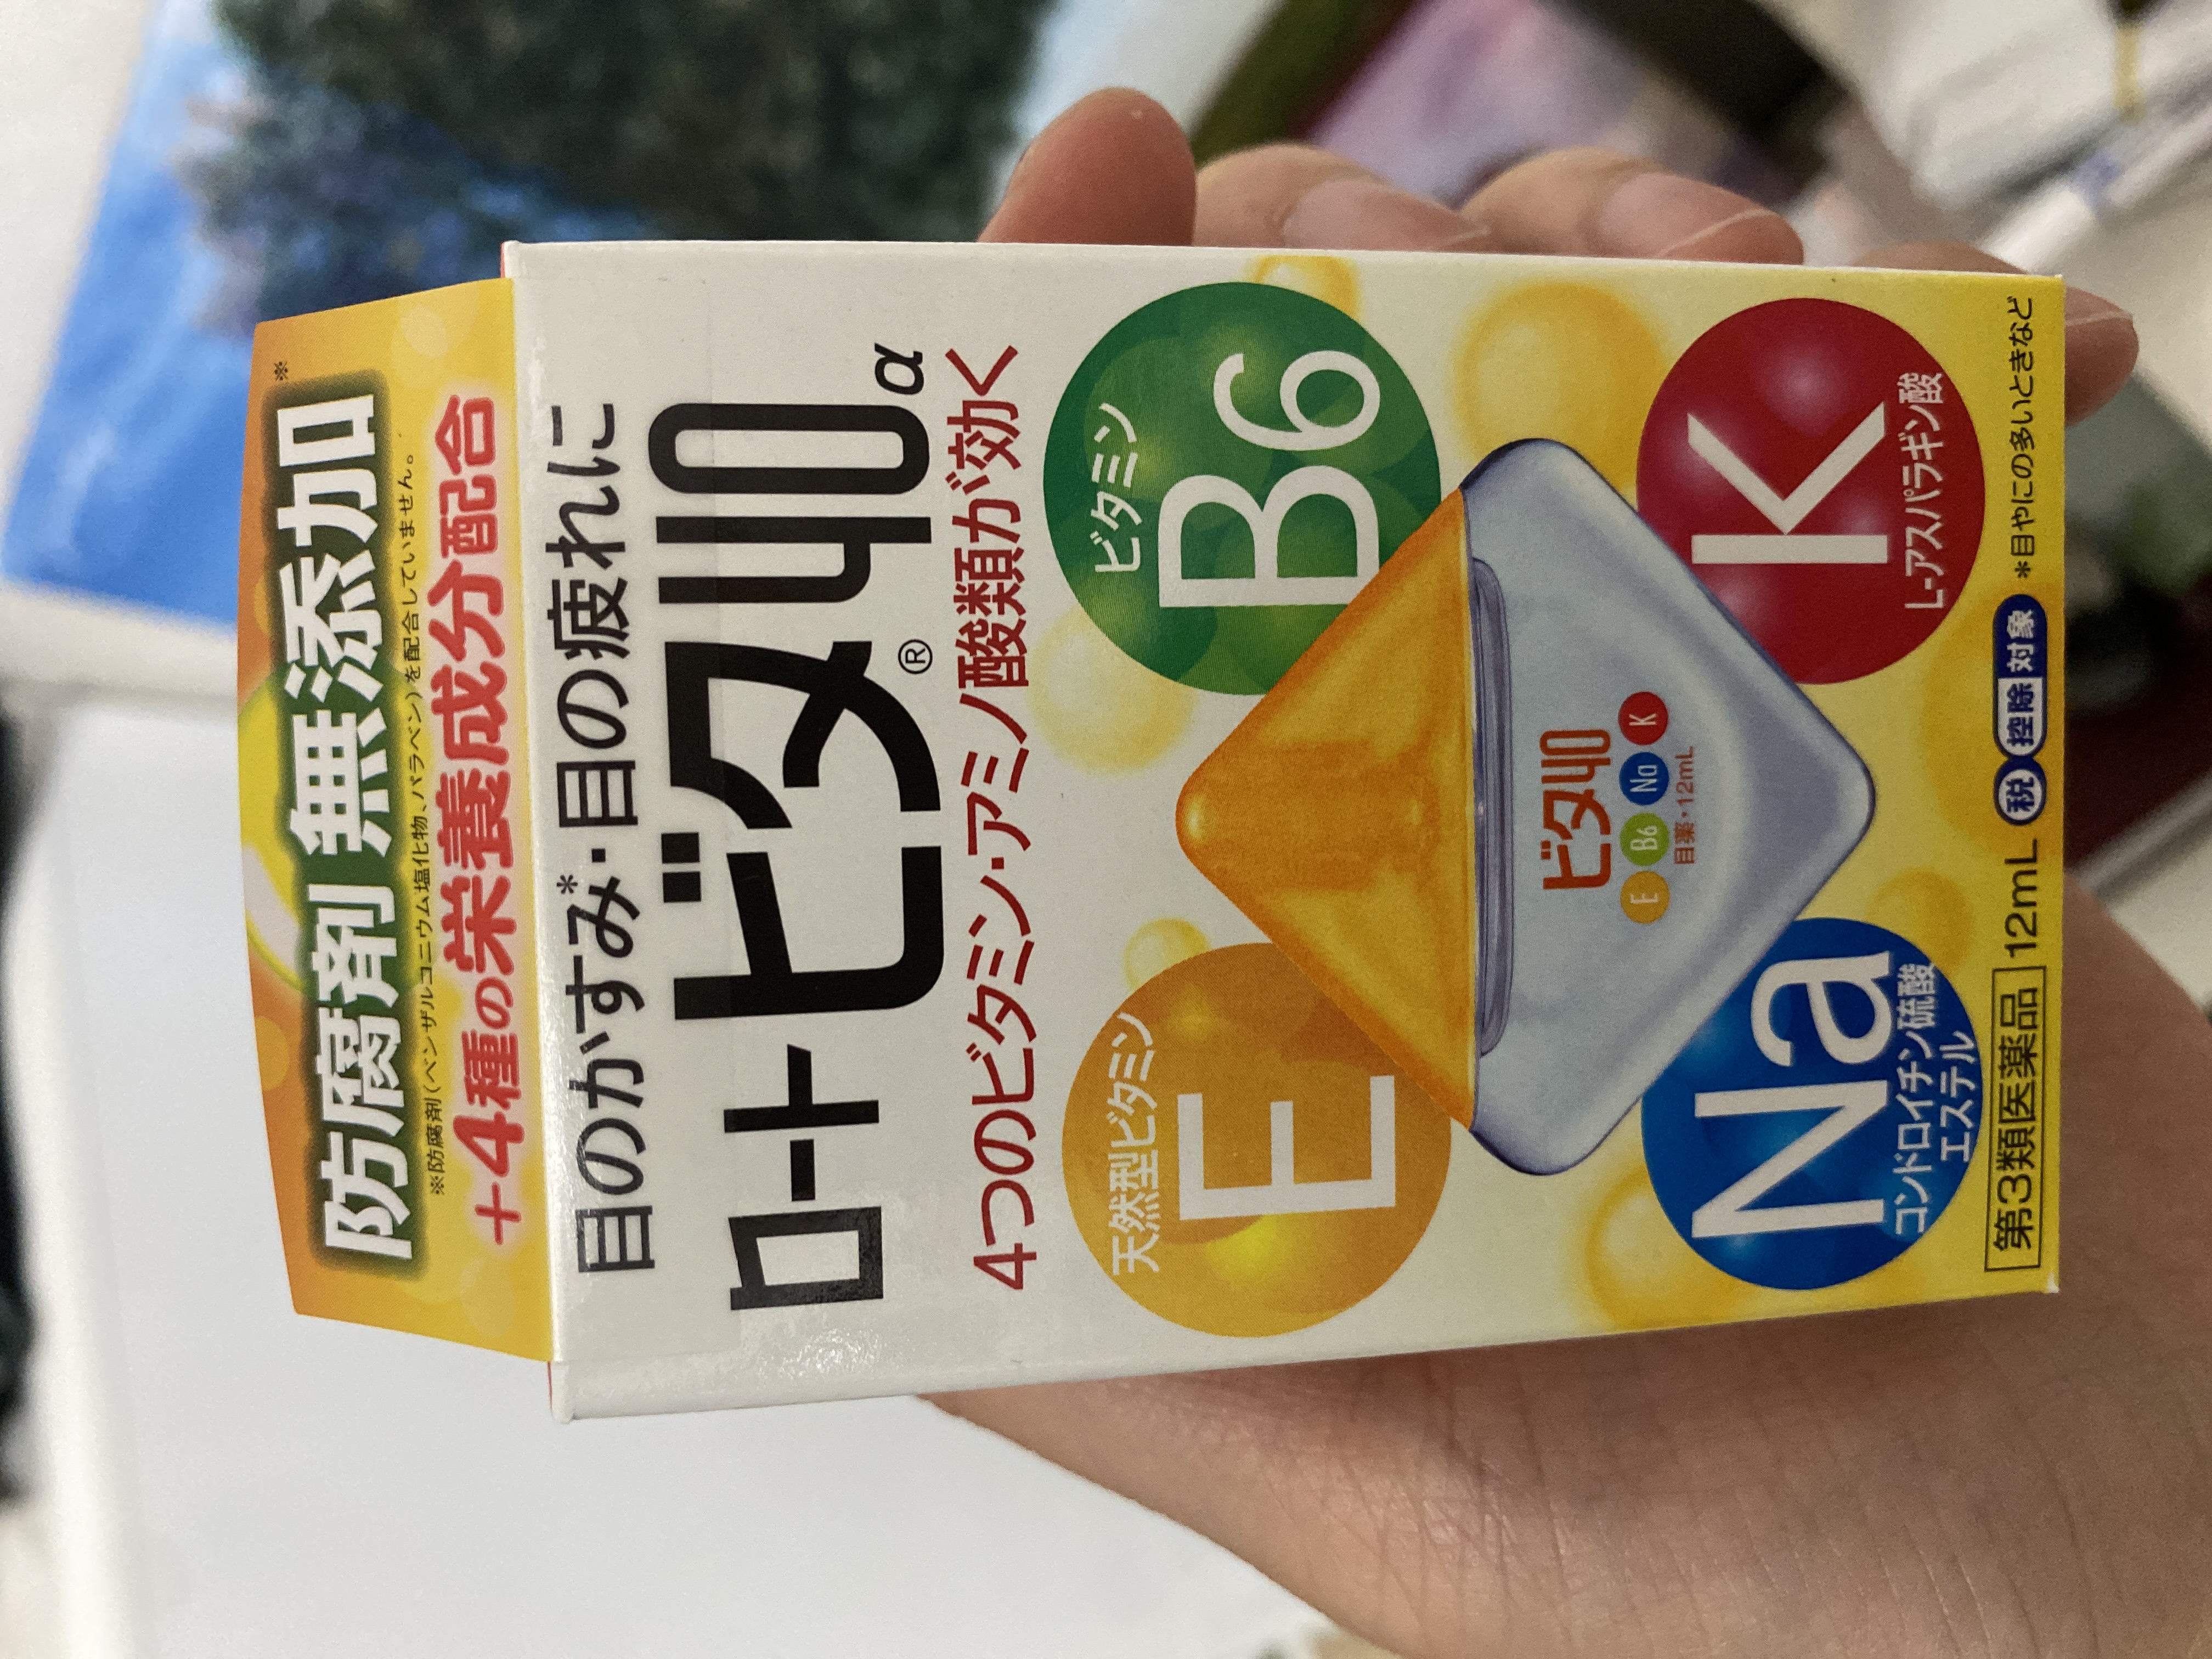 防腐剤 無添加※
※防腐剤(ベンザルコニウム塩化物、パラベン)を配合していません。
+4種の栄養成分配合
目のかすみ*・目の疲れに
ロートビタ40α
®
4つのビタミン・アミノ酸類が効く
天然型ビタミン
E
ビタミン
B6
ビタ40
E B6 Na K
目薬・12mL
Na
コンドロイチン硫酸
エステル
K
L-アスパラギン酸
第3類医薬品 12mL 税 控除 対象 *目やにの多いときなど